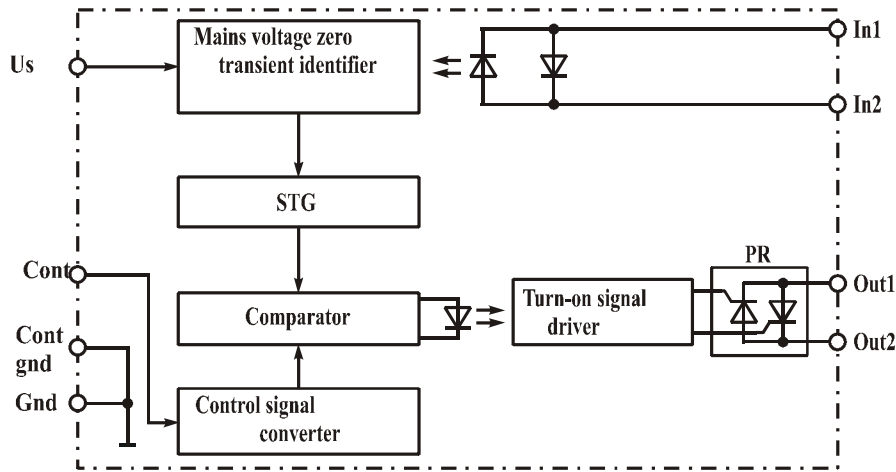 Mains voltage zero
transient identifier
Us
In1
In2
STG
Cont
PR
Out1
Comparator
Turn-on signal
driver
Cont
gnd
Out2
Gnd
Control signal
converter